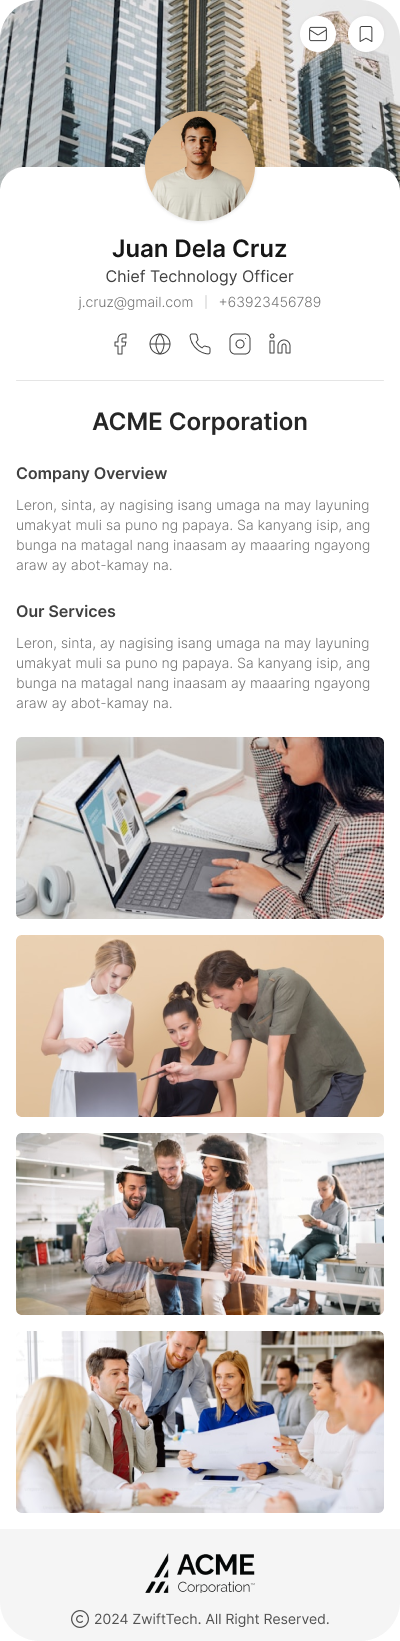 Juan Dela Cruz
Chief Technology Officer
j.cruz@gmail.com | +63923456789
ACME Corporation
Company Overview
Leron, sinta, ay nagising isang umaga na may layuning
umakyat muli sa puno ng papaya. Sa kanyang isip, ang
bunga na matagal nang inaasam ay maaaring ngayong
araw ay abot-kamay na.
Our Services
Leron, sinta, ay nagising isang umaga na may layuning
umakyat muli sa puno ng papaya. Sa kanyang isip, ang
bunga na matagal nang inaasam ay maaaring ngayong
araw ay abot-kamay na.
ACME
Corporation™
© 2024 ZwiftTech. All Right Reserved.